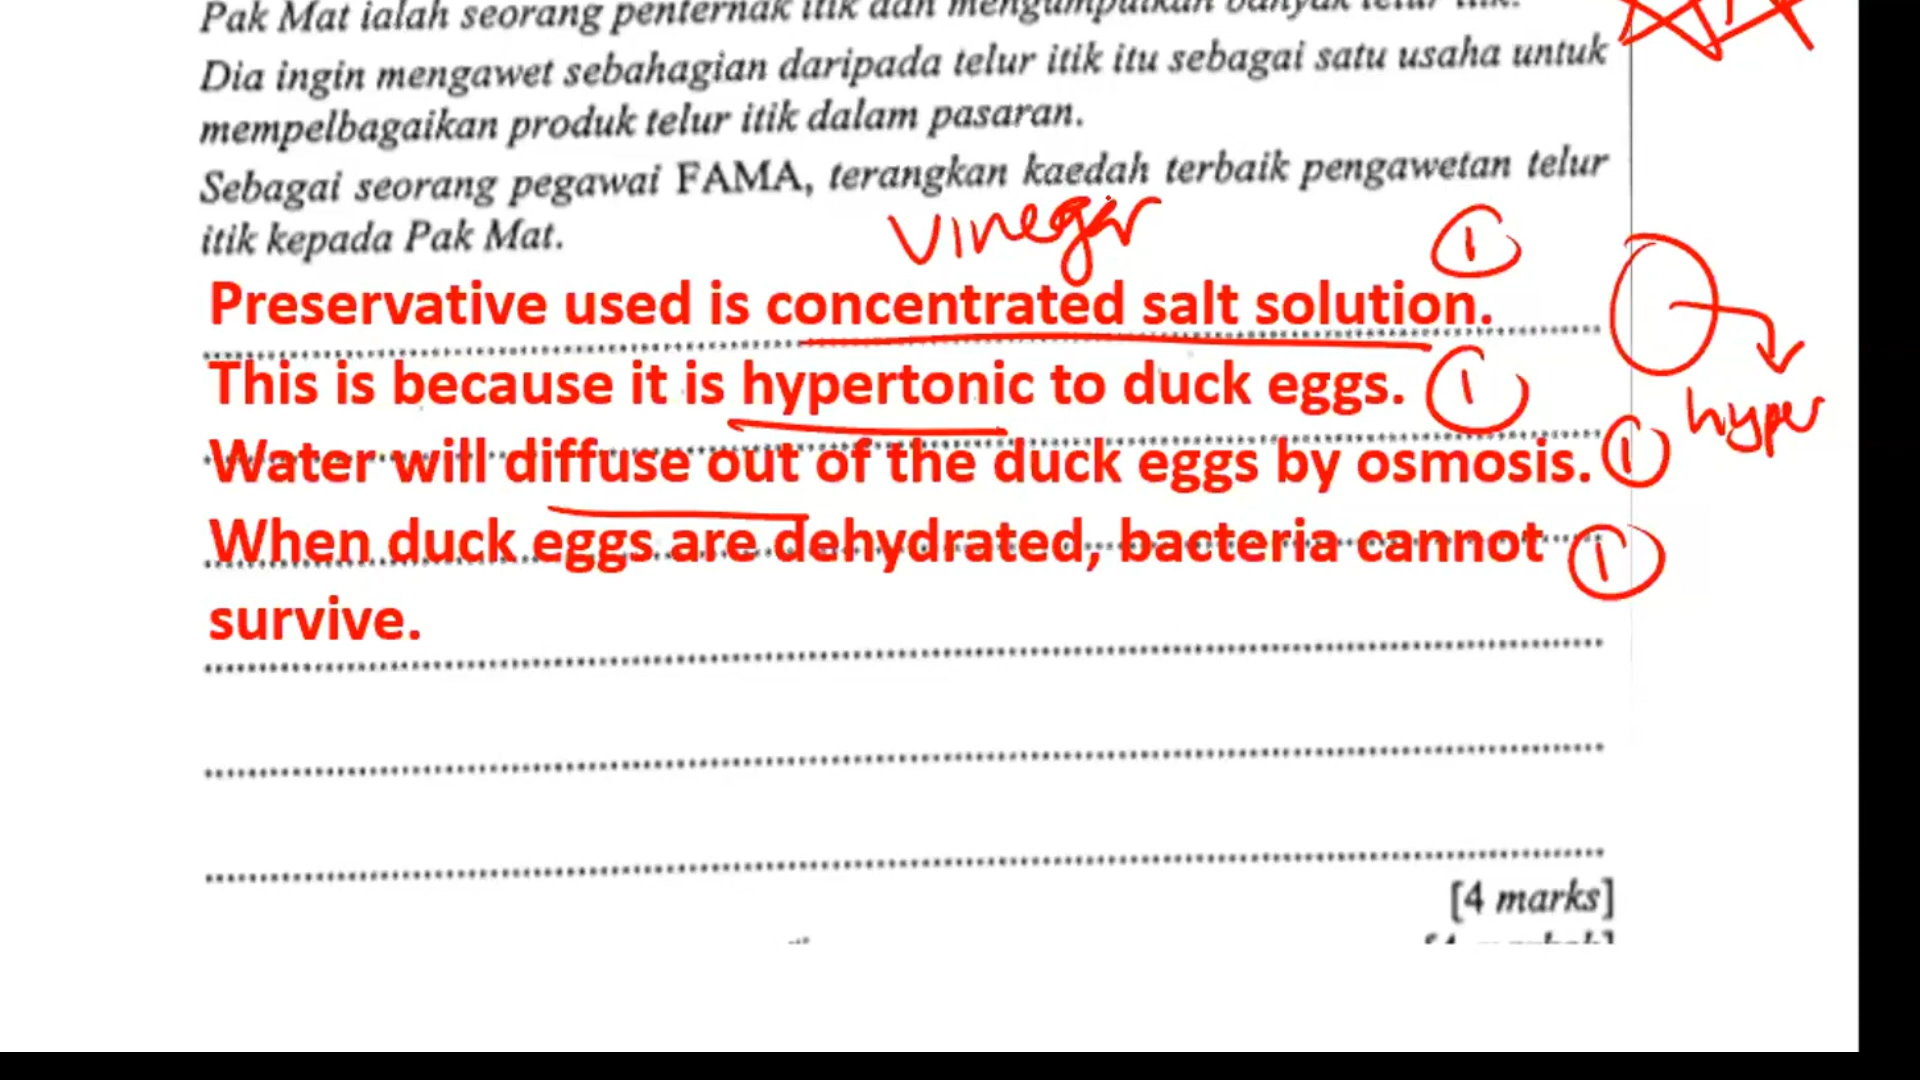 Pak Mat ialah seorang penternak itik dan mengumpulkan banyak telur itik.
Dia ingin mengawet sebahagian daripada telur itik itu sebagai satu usaha untuk
mempelbagaikan produk telur itik dalam pasaran.
Sebagai seorang pegawai FAMA, terangkan kaedah terbaik pengawetan telur
itik kepada Pak Mat.
vinegar
1
Preservative used is concentrated salt solution.
This is because it is hypertonic to duck eggs. 1
hyper
Water will diffuse out of the duck eggs by osmosis. 1
When duck eggs are dehydrated, bacteria cannot 1
survive.
[4 marks]
[4 markah]